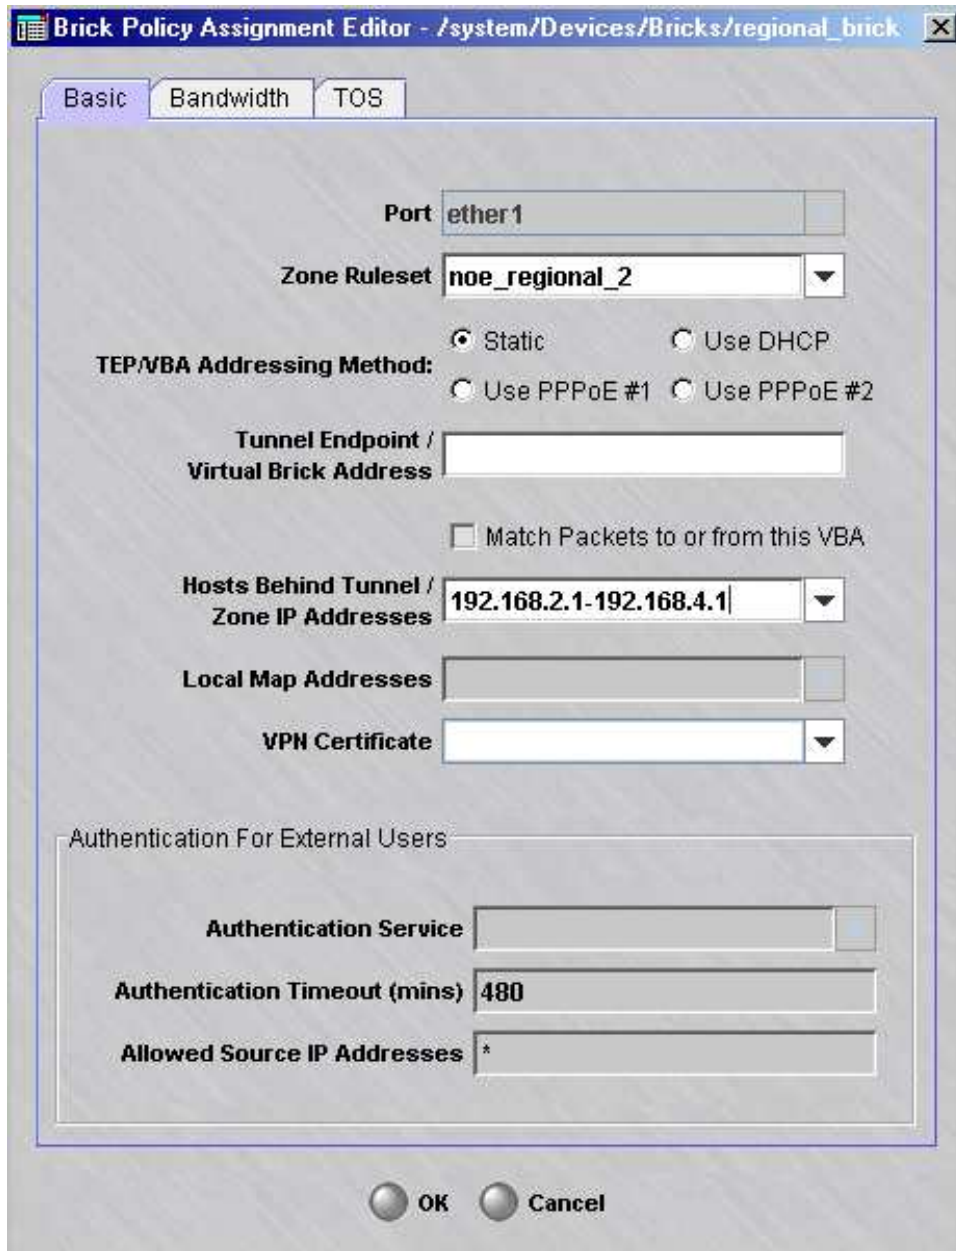 Brick Policy Assignment Editor - /system/Devices/Bricks/regional_brick
Basic Bandwidth TOS
Port ether1
Zone Ruleset noe_regional_2
TEP/VBA Addressing Method:
Static Use DHCP
Use PPPoE #1 Use PPPoE #2
Tunnel Endpoint /
Virtual Brick Address
Match Packets to or from this VBA
Hosts Behind Tunnel /
Zone IP Addresses
192.168.2.1-192.168.4.1
Local Map Addresses
VPN Certificate
Authentication For External Users
Authentication Service
Authentication Timeout (mins) 480
Allowed Source IP Addresses *
OK Cancel